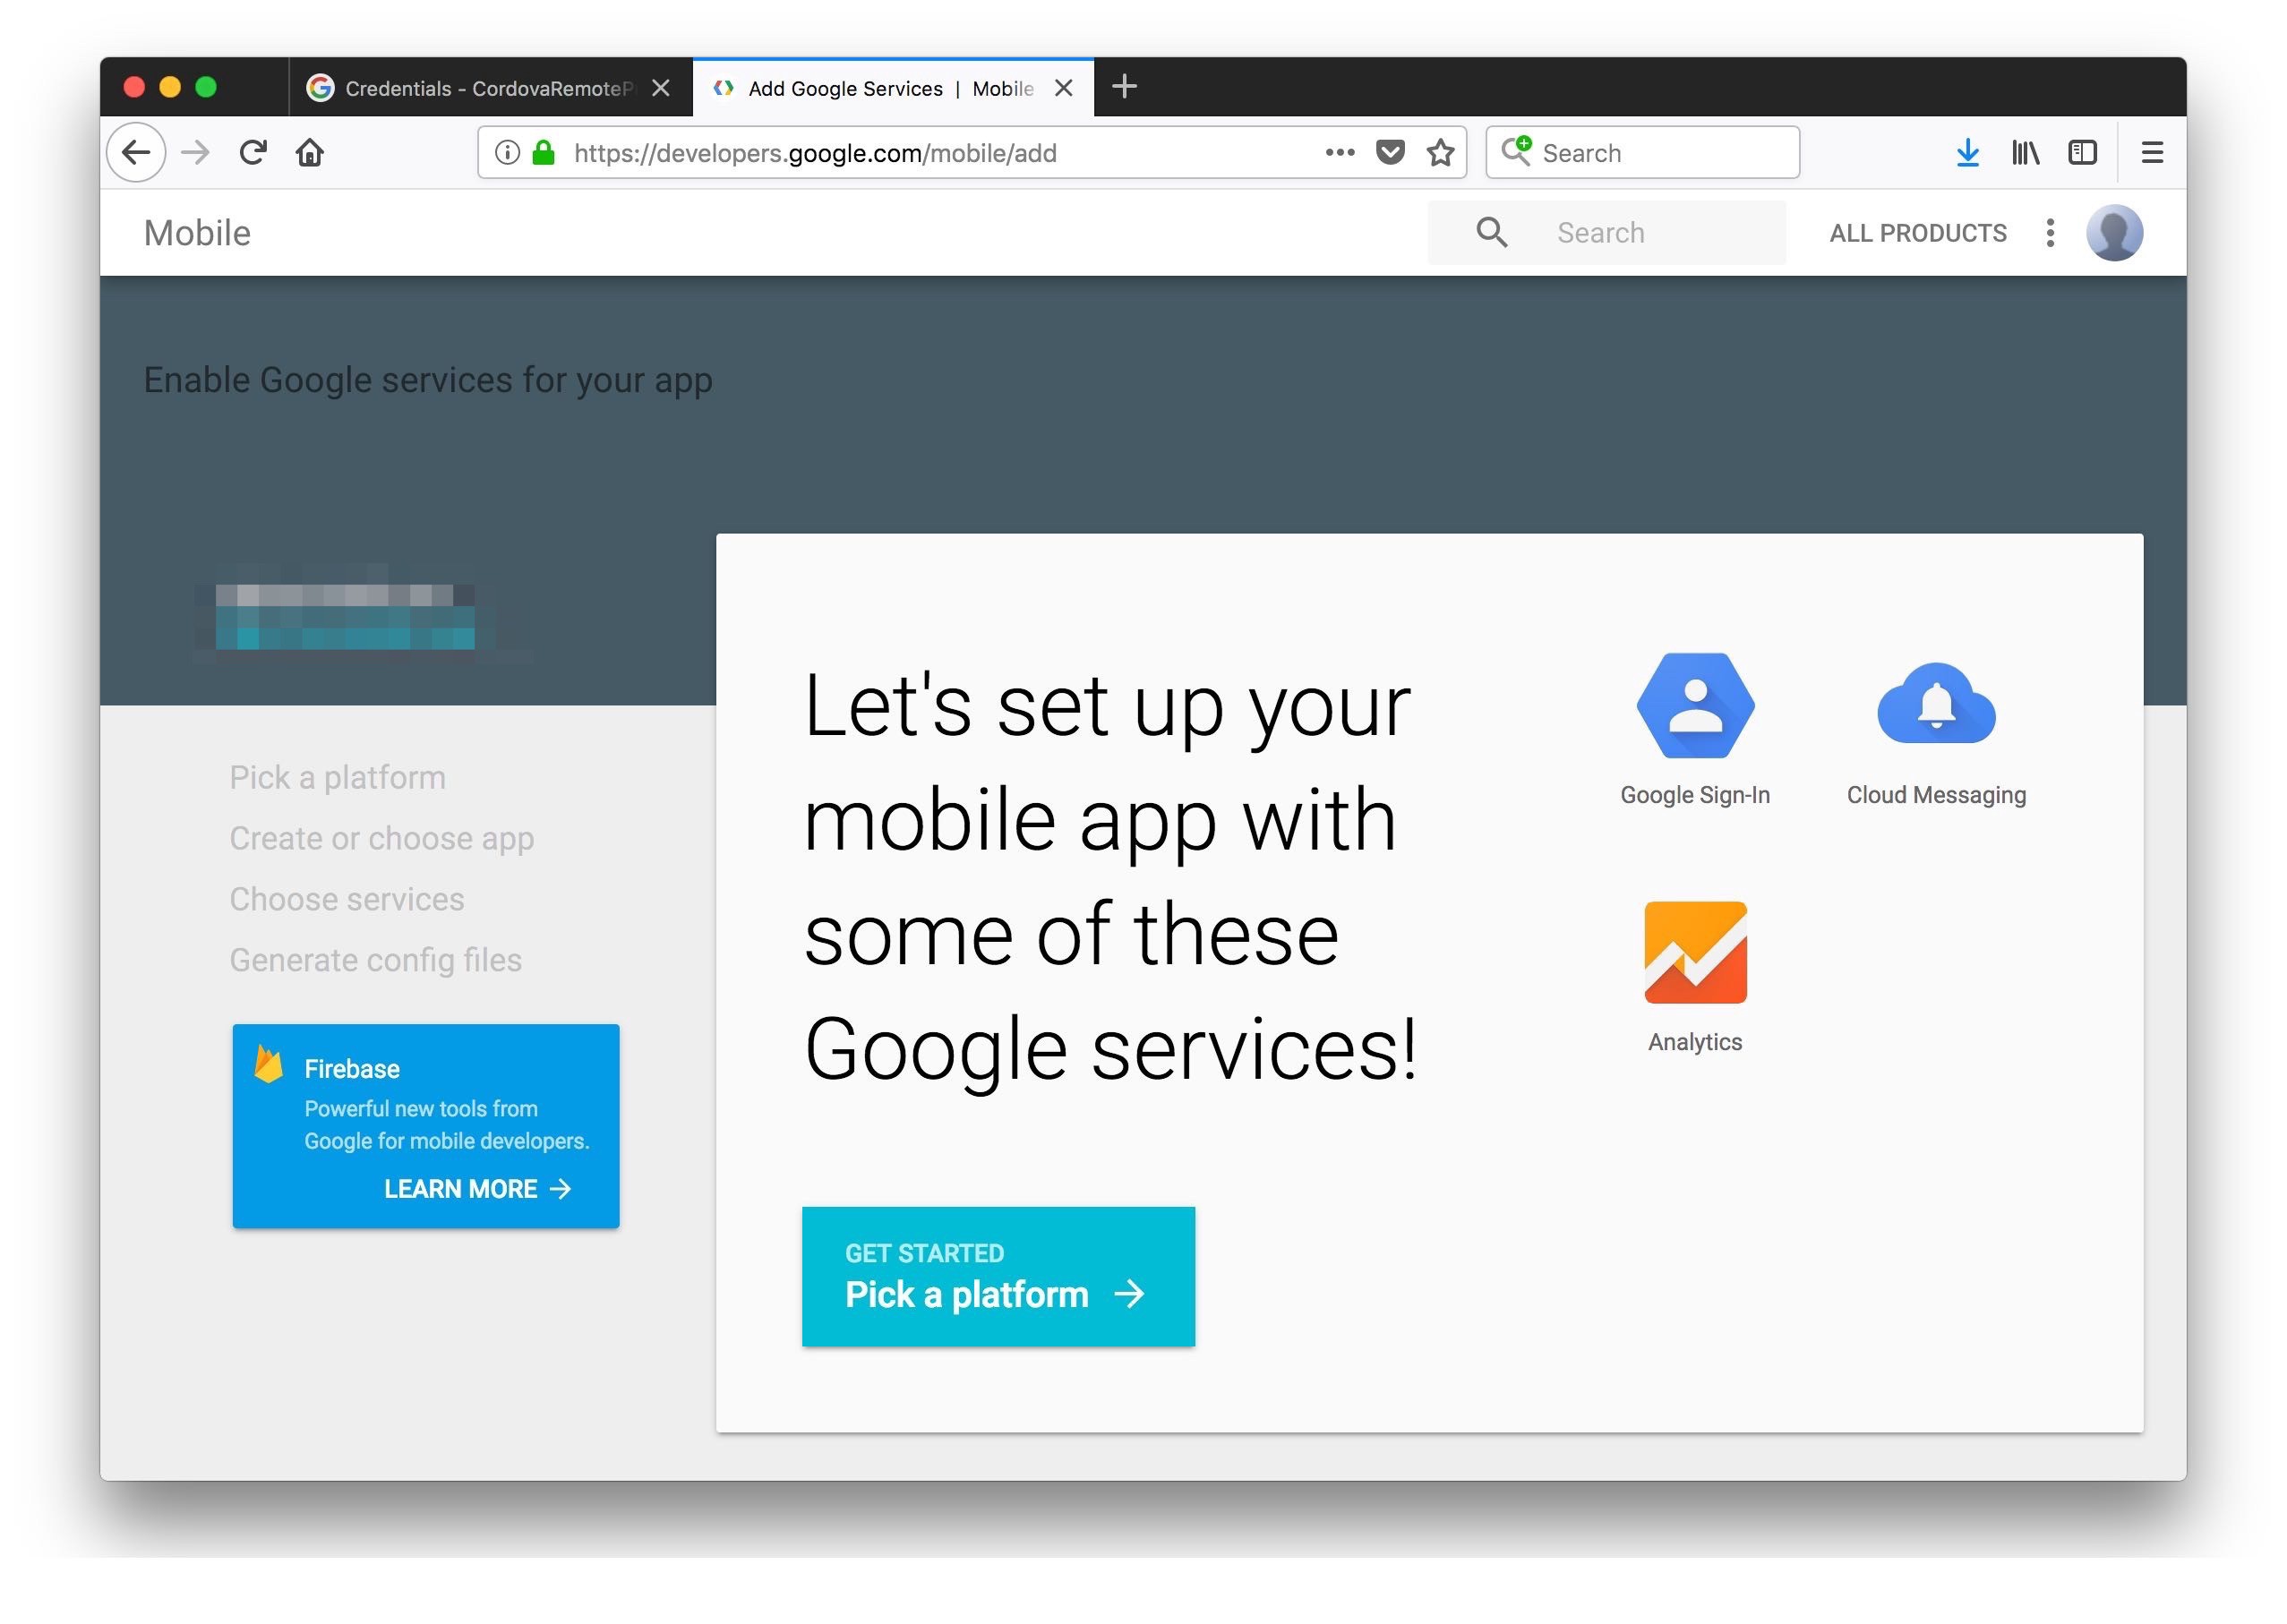 Credentials - CordovaRemoteP
Add Google Services | Mobile
https://developers.google.com/mobile/add
Search
Mobile
Search
ALL PRODUCTS
Enable Google services for your app
Pick a platform
Create or choose app
Choose services
Generate config files
Firebase
Powerful new tools from
Google for mobile developers.
LEARN MORE →
Let's set up your
mobile app with
some of these
Google services!
GET STARTED
Pick a platform →
Google Sign-In
Cloud Messaging
Analytics